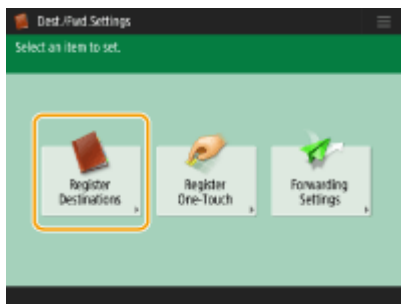 Dest./Fwd Settings
Select an item to set.
Register
Destinations
Register
One-Touch
Forwarding
Settings